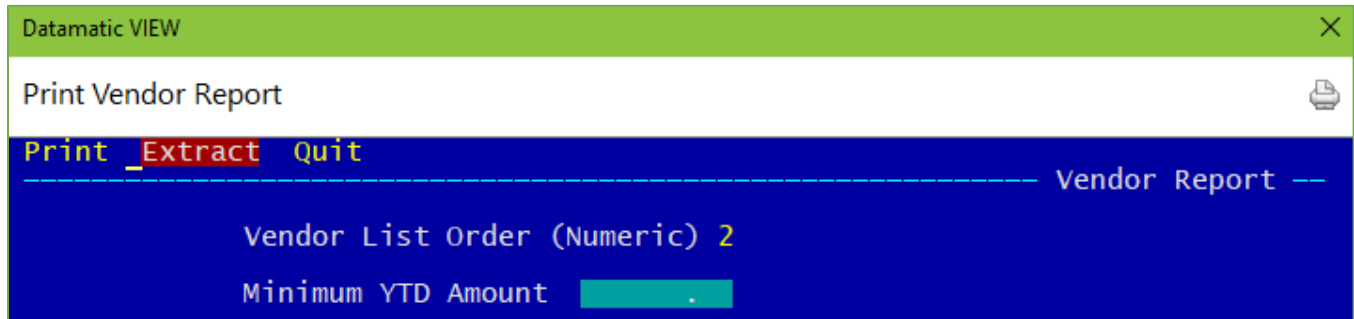 Datamatic VIEW
Print Vendor Report
Print Extract Quit
Vendor Report
Vendor List Order (Numeric) 2
Minimum YTD Amount .